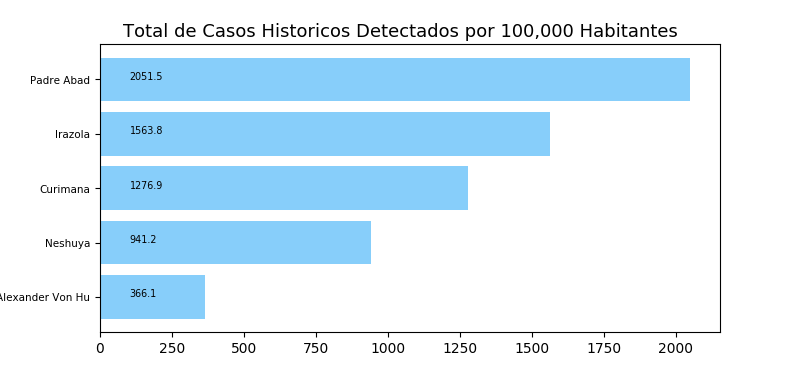 Total de Casos Historicos Detectados por 100,000 Habitantes
Padre Abad 2051.5
Irazola 1563.8
Curimana 1276.9
Neshuya 941.2
Alexander Von Hu 366.1
0 250 500 750 1000 1250 1500 1750 2000